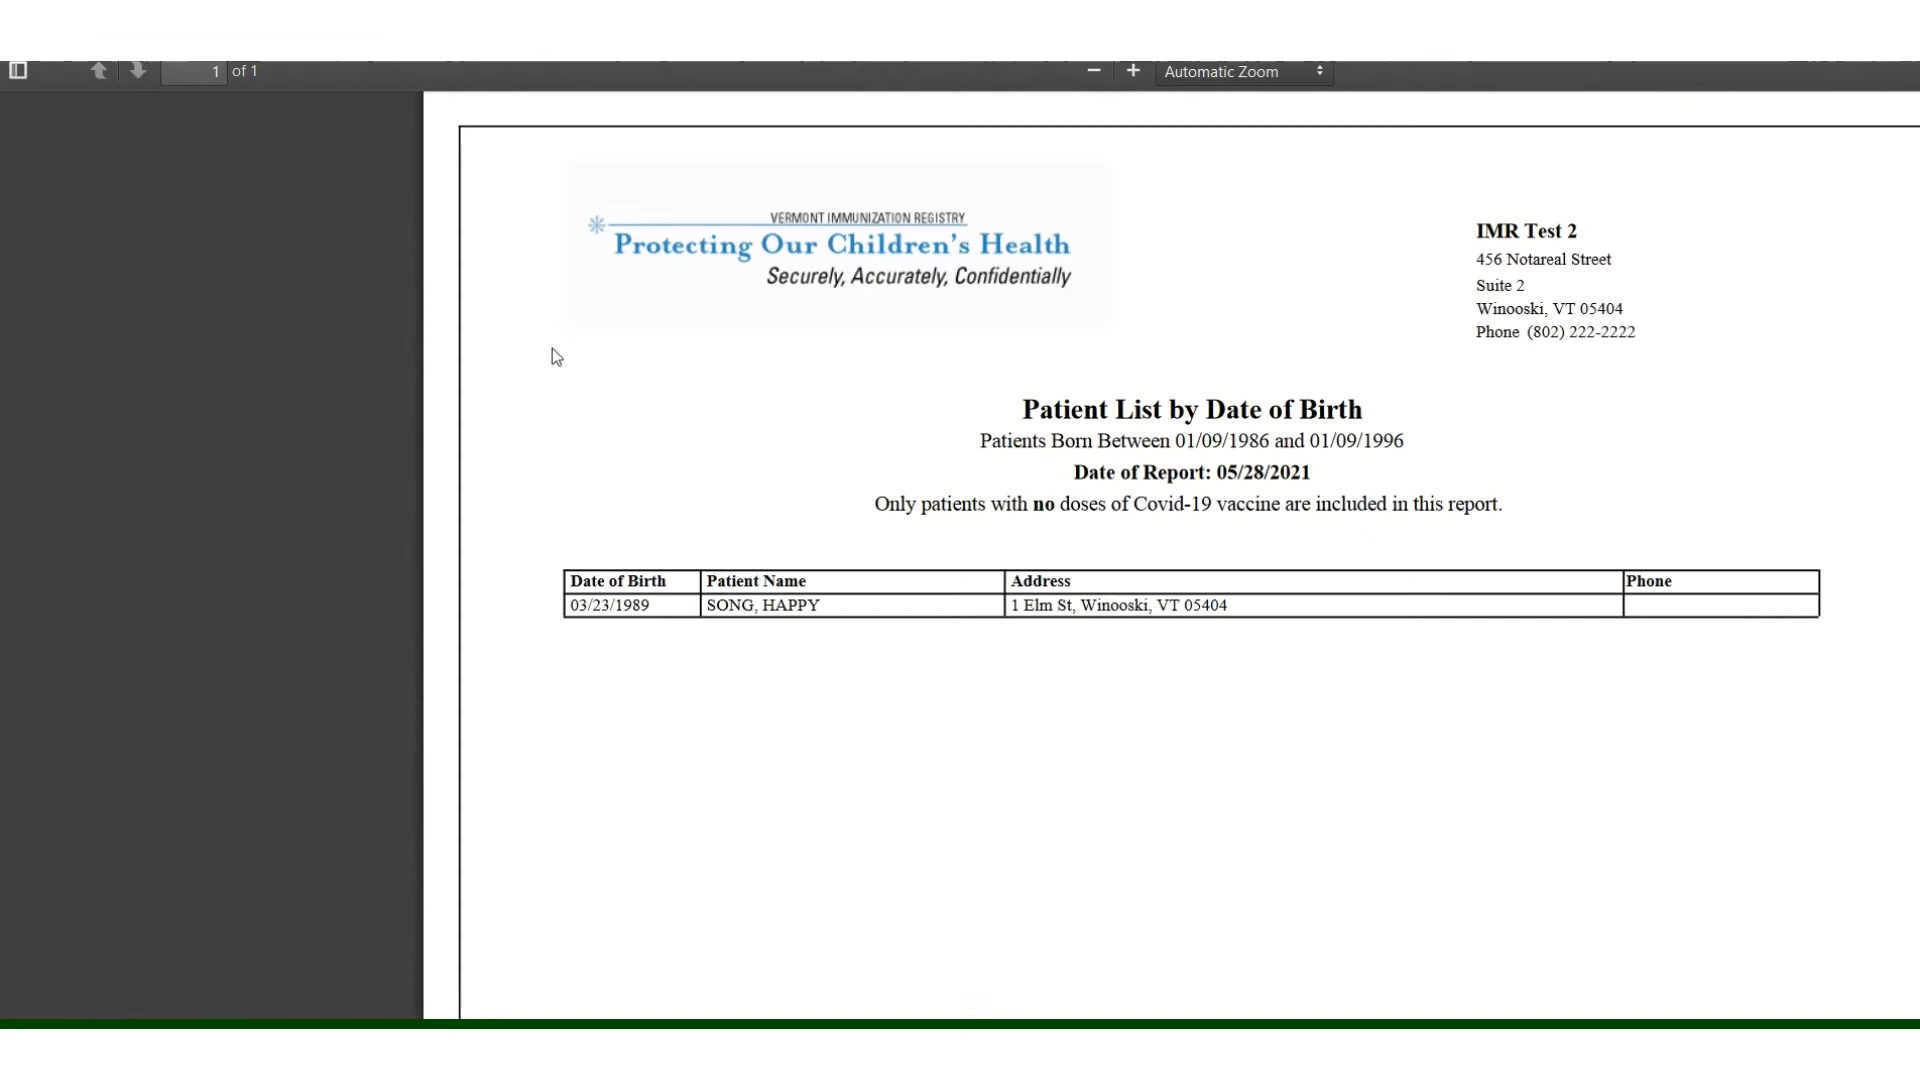 1 of 1
Automatic Zoom
VERMONT IMMUNIZATION REGISTRY
Protecting Our Children's Health
Securely, Accurately, Confidentially
IMR Test 2
456 Notareal Street
Suite 2
Winooski, VT 05404
Phone (802) 222-2222
Patient List by Date of Birth
Patients Born Between 01/09/1986 and 01/09/1996
Date of Report: 05/28/2021
Only patients with no doses of Covid-19 vaccine are included in this report.
Date of Birth Patient Name Address Phone
03/23/1989 SONG, HAPPY 1 Elm St, Winooski, VT 05404